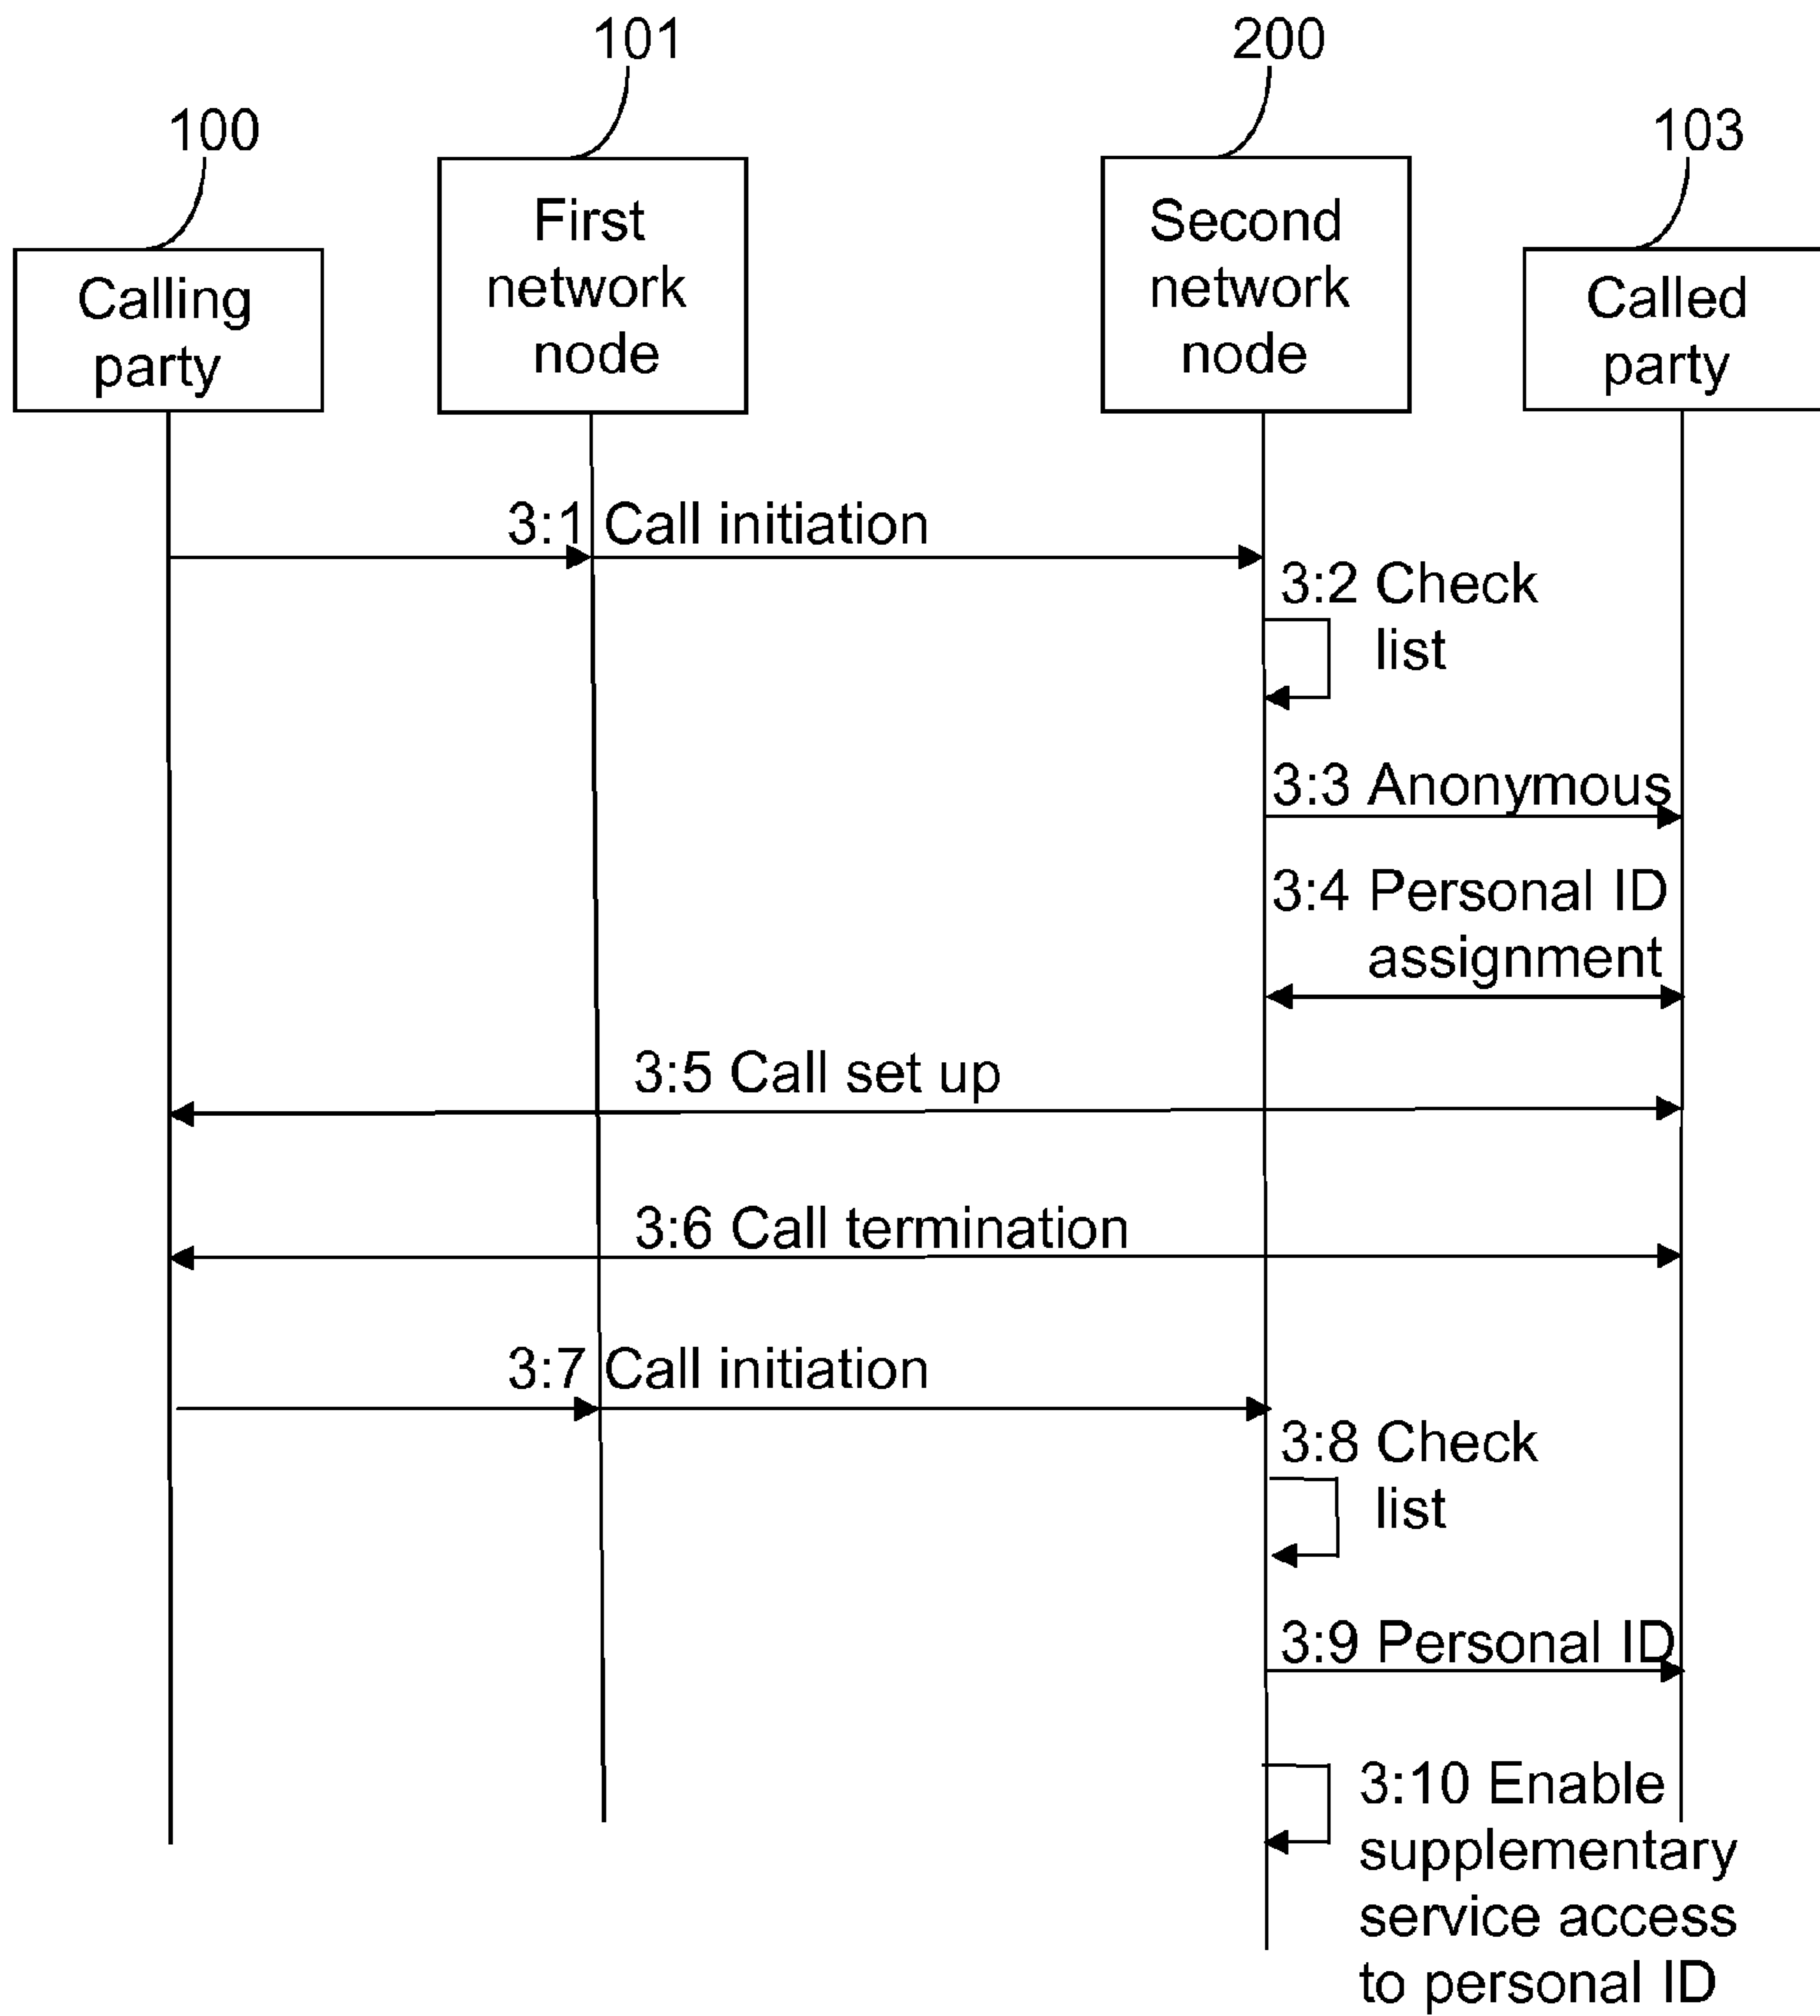 101
200
100
103
First
network
node
Second
network
node
Calling
party
Called
party
3:1 Call initiation
3:2 Check
list
3:3 Anonymous
3:4 Personal ID
assignment
3:5 Call set up
3:6 Call termination
3:7 Call initiation
3:8 Check
list
3:9 Personal ID
3:10 Enable
supplementary
service access
to personal ID